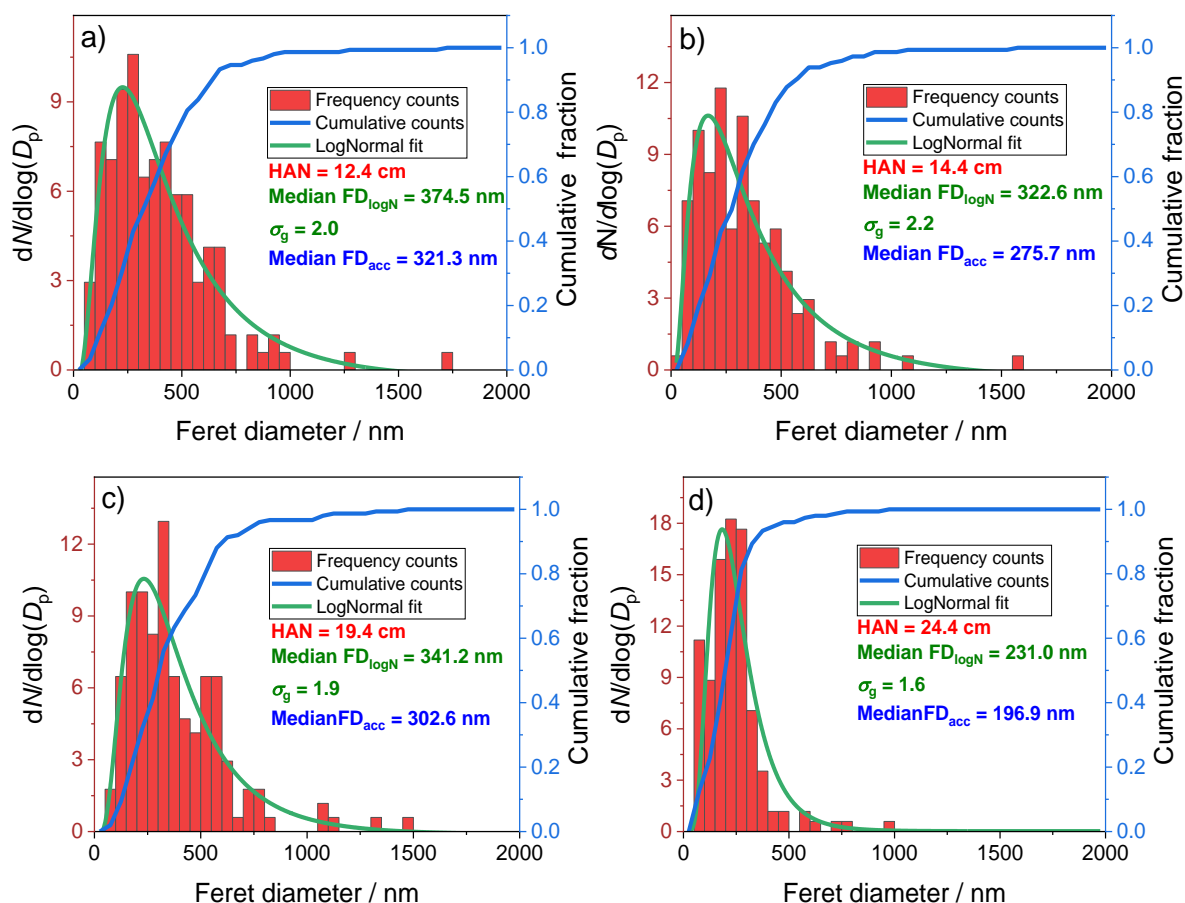 a)
dN/dlog(Dp)
9
6
3
0
0
500
1000
1500
2000
Feret diameter / nm
1.0
0.8
0.6
0.4
0.2
0.0
Cumulative fraction
Frequency counts
Cumulative counts
LogNormal fit
HAN = 12.4 cm
Median FDlogN = 374.5 nm
σg = 2.0
Median FDacc = 321.3 nm
b)
dN/dlog(Dp)
12
9
6
3
0
0
500
1000
1500
2000
Feret diameter / nm
1.0
0.8
0.6
0.4
0.2
0.0
Cumulative fraction
Frequency counts
Cumulative counts
LogNormal fit
HAN = 14.4 cm
Median FDlogN = 322.6 nm
σg = 2.2
Median FDacc = 275.7 nm
c)
dN/dlog(Dp)
12
9
6
3
0
0
500
1000
1500
2000
Feret diameter / nm
1.0
0.8
0.6
0.4
0.2
0.0
Cumulative fraction
Frequency counts
Cumulative counts
LogNormal fit
HAN = 19.4 cm
Median FDlogN = 341.2 nm
σg = 1.9
MedianFDacc = 302.6 nm
d)
dN/dlog(Dp)
18
15
12
9
6
3
0
0
500
1000
1500
2000
Feret diameter / nm
1.0
0.8
0.6
0.4
0.2
0.0
Cumulative fraction
Frequency counts
Cumulative counts
LogNormal fit
HAN = 24.4 cm
Median FDlogN = 231.0 nm
σg = 1.6
MedianFDacc = 196.9 nm